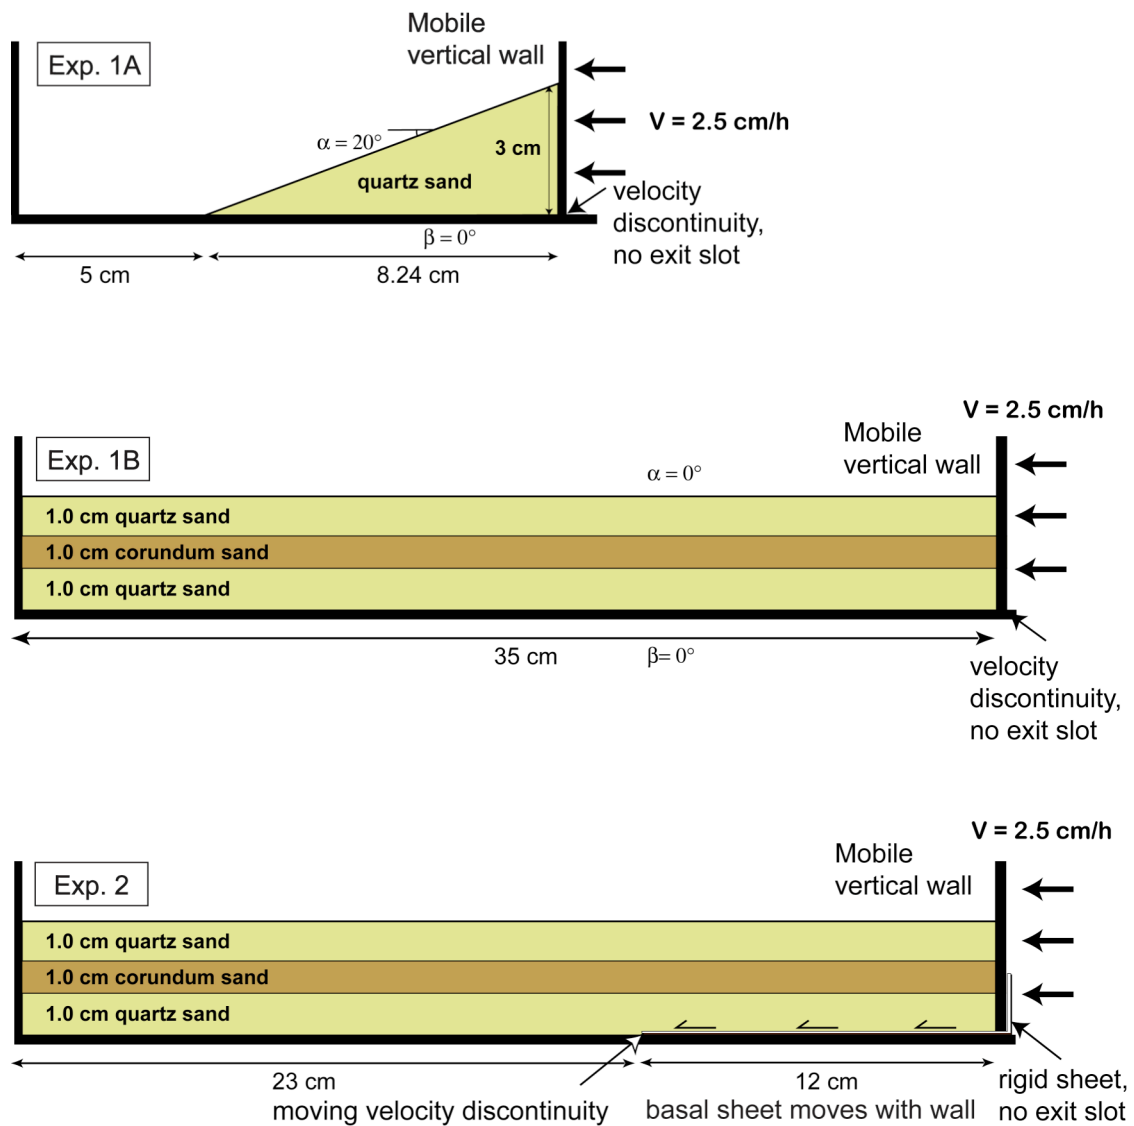 Mobile
vertical wall
Exp. 1A
V = 2.5 cm/h
α = 20°
3 cm
quartz sand
velocity
discontinuity,
no exit slot
β = 0°
5 cm
8.24 cm
V = 2.5 cm/h
Mobile
vertical wall
Exp. 1B
α = 0°
1.0 cm quartz sand
1.0 cm corundum sand
1.0 cm quartz sand
35 cm
β= 0°
velocity
discontinuity,
no exit slot
V = 2.5 cm/h
Mobile
vertical wall
Exp. 2
1.0 cm quartz sand
1.0 cm corundum sand
1.0 cm quartz sand
23 cm
12 cm
rigid sheet,
no exit slot
moving velocity discontinuity
basal sheet moves with wall